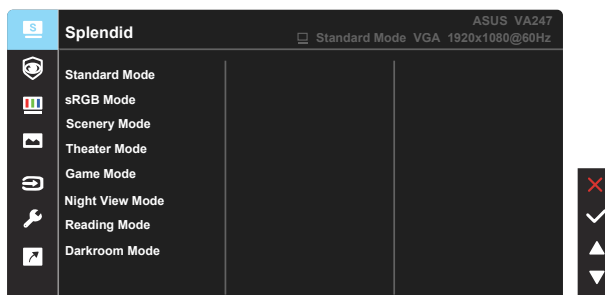 S
Splendid
ASUS VA247
Standard Mode VGA 1920x1080@60Hz
Standard Mode
sRGB Mode
Scenery Mode
Theater Mode
Game Mode
Night View Mode
Reading Mode
Darkroom Mode